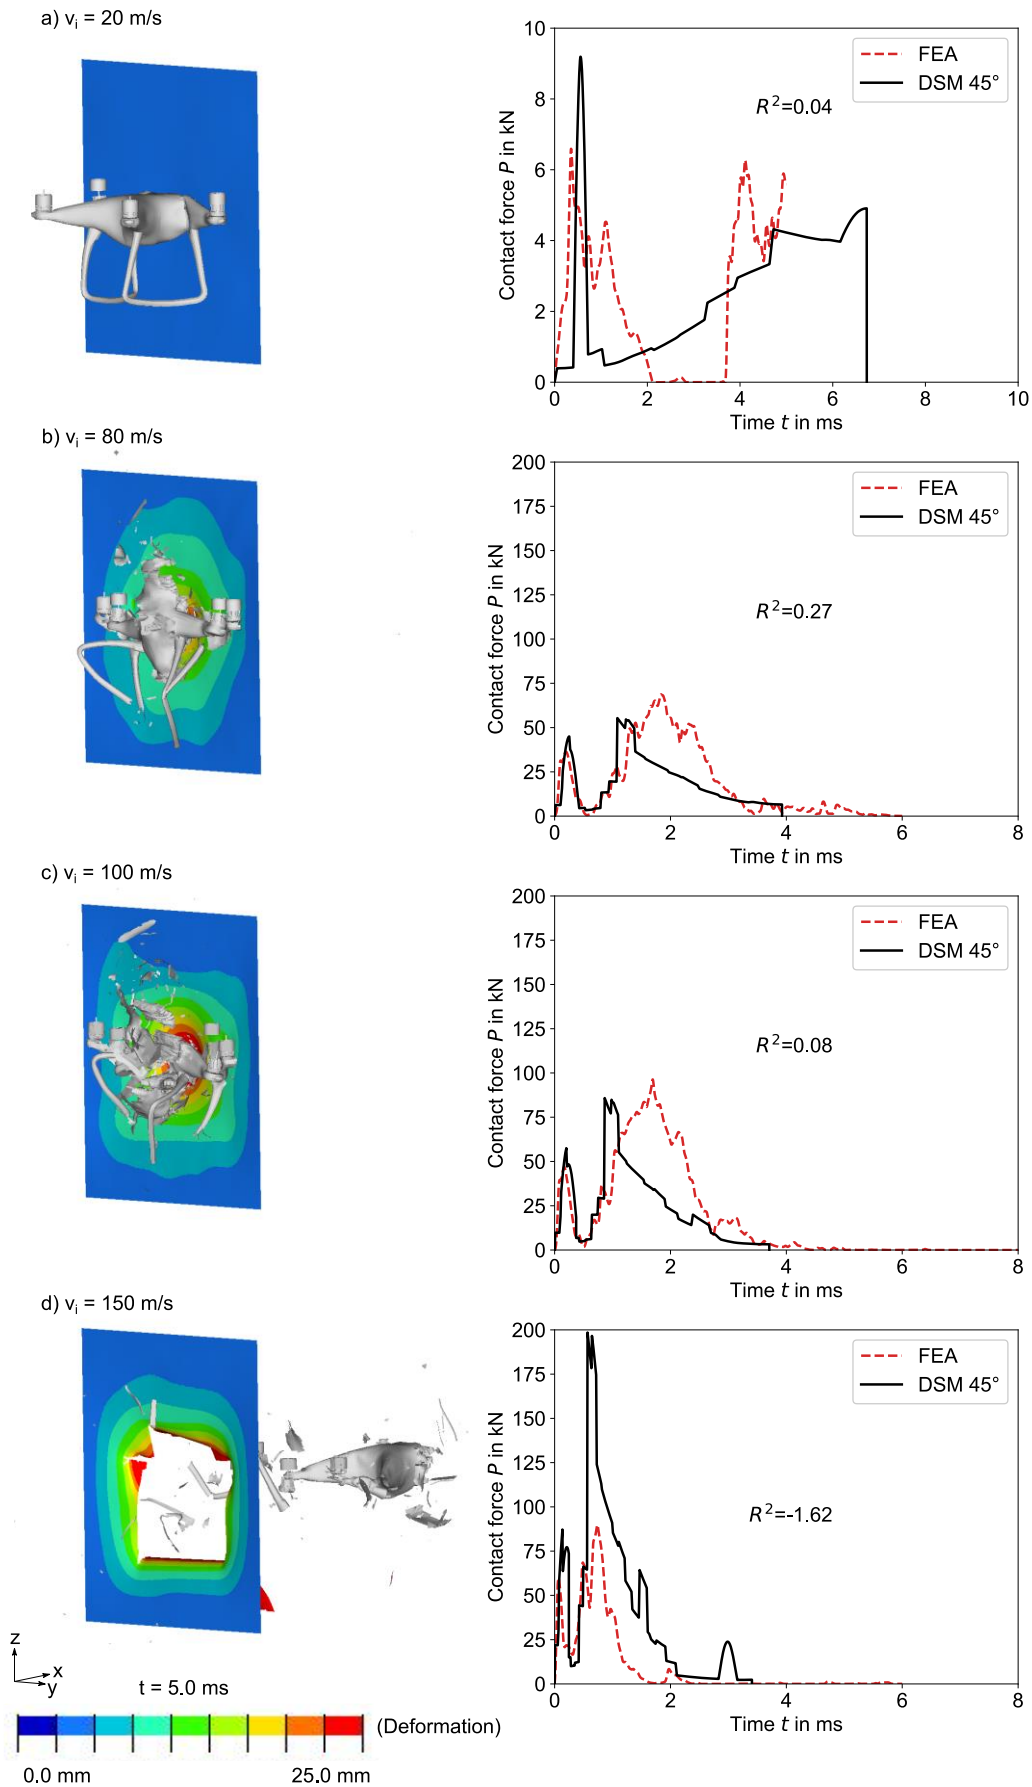 a) vᵢ = 20 m/s
10
8
6
4
2
0
Contact force P in kN
FEA
DSM 45°
R²=0.04
0 2 4 6 8 10
Time t in ms
b) vᵢ = 80 m/s
200
175
150
125
100
75
50
25
0
Contact force P in kN
FEA
DSM 45°
R²=0.27
0 2 4 6 8
Time t in ms
c) vᵢ = 100 m/s
200
175
150
125
100
75
50
25
0
Contact force P in kN
FEA
DSM 45°
R²=0.08
0 2 4 6 8
Time t in ms
d) vᵢ = 150 m/s
200
175
150
125
100
75
50
25
0
Contact force P in kN
FEA
DSM 45°
R²=-1.62
0 2 4 6 8
Time t in ms
z
x
y
t = 5.0 ms
(Deformation)
0.0 mm 25.0 mm